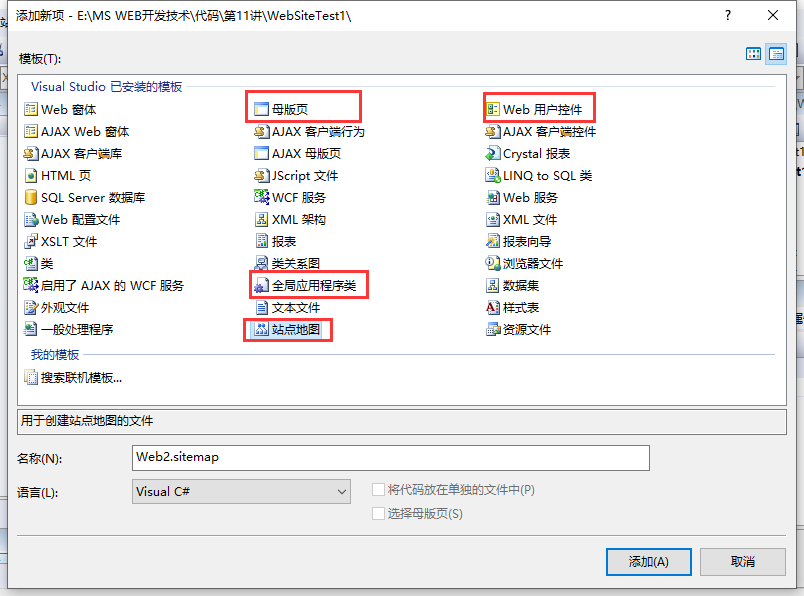 添加新项 - E:\MS WEB开发技术\代码\第11讲\WebSiteTest1\
模板(T):
Visual Studio 已安装的模板
Web 窗体 母版页 Web 用户控件
AJAX Web 窗体 AJAX 客户端行为 AJAX 客户端控件
AJAX 客户端库 AJAX 母版页 Crystal 报表
HTML 页 JScript 文件 LINQ to SQL 类
SQL Server 数据库 WCF 服务 Web 服务
Web 配置文件 XML 架构 XML 文件
XSLT 文件 报表 报表向导
类 类关系图 浏览器文件
启用了 AJAX 的 WCF 服务 全局应用程序类 数据集
外观文件 文本文件 样式表
一般处理程序 站点地图 资源文件
我的模板
搜索联机模板...
用于创建站点地图的文件
名称(N): Web2.sitemap
语言(L): Visual C# 将代码放在单独的文件中(P)
选择母版页(S)
添加(A) 取消